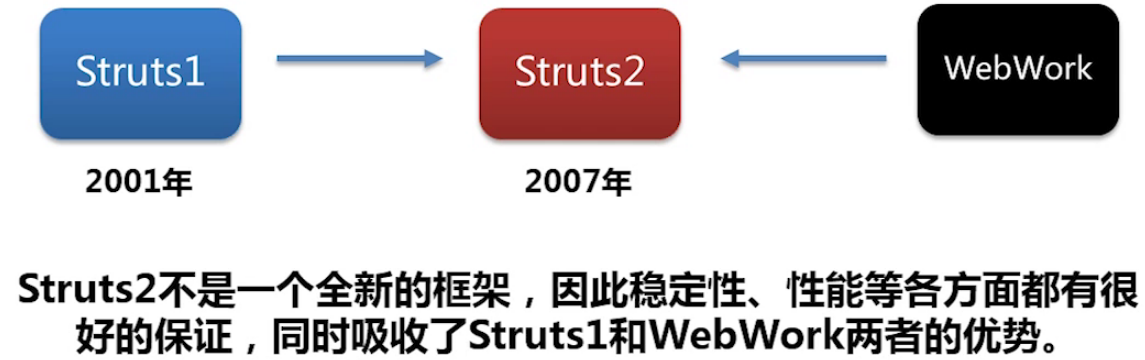 Struts1
Struts2
WebWork
2001年
2007年
Struts2不是一个全新的框架，因此稳定性、性能等各方面都有很
好的保证，同时吸收了Struts1和WebWork两者的优势。